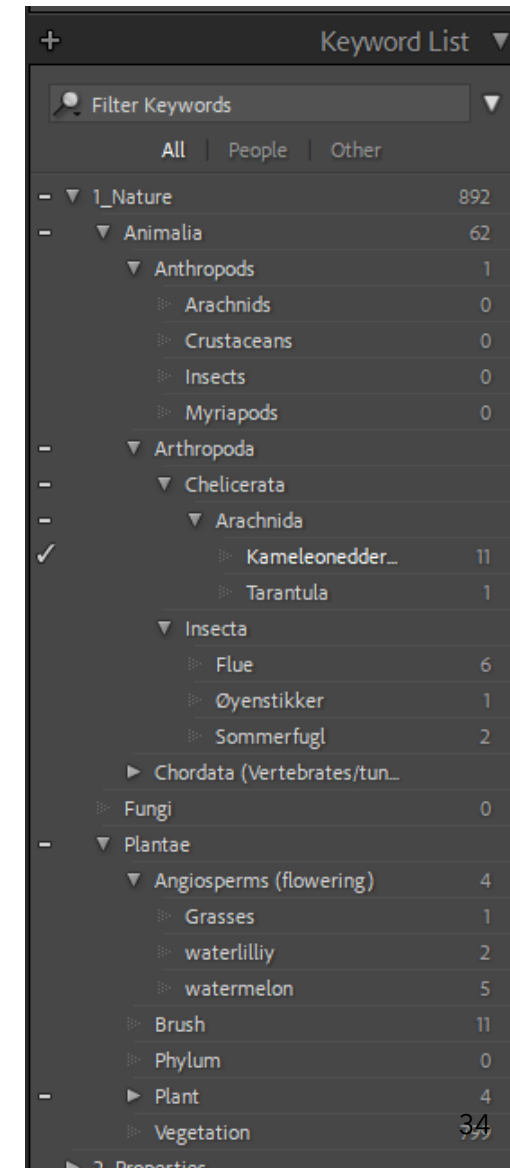 Keyword List
Filter Keywords
All | People | Other
1_Nature 892
Animalia 62
Anthropods 1
Arachnids 0
Crustaceans 0
Insects 0
Myriapods 0
Arthropoda
Chelicerata
Arachnida
Kameleonedder...  11
Tarantula 1
Insecta
Flue 6
Øyenstikker 1
Sommerfugl 2
Chordata (Vertebrates/tun...
Fungi 0
Plantae
Angiosperms (flowering) 4
Grasses 1
waterlilliy 2
watermelon 5
Brush 11
Phylum 0
Plant 4
34
Vegetation
2_Properties